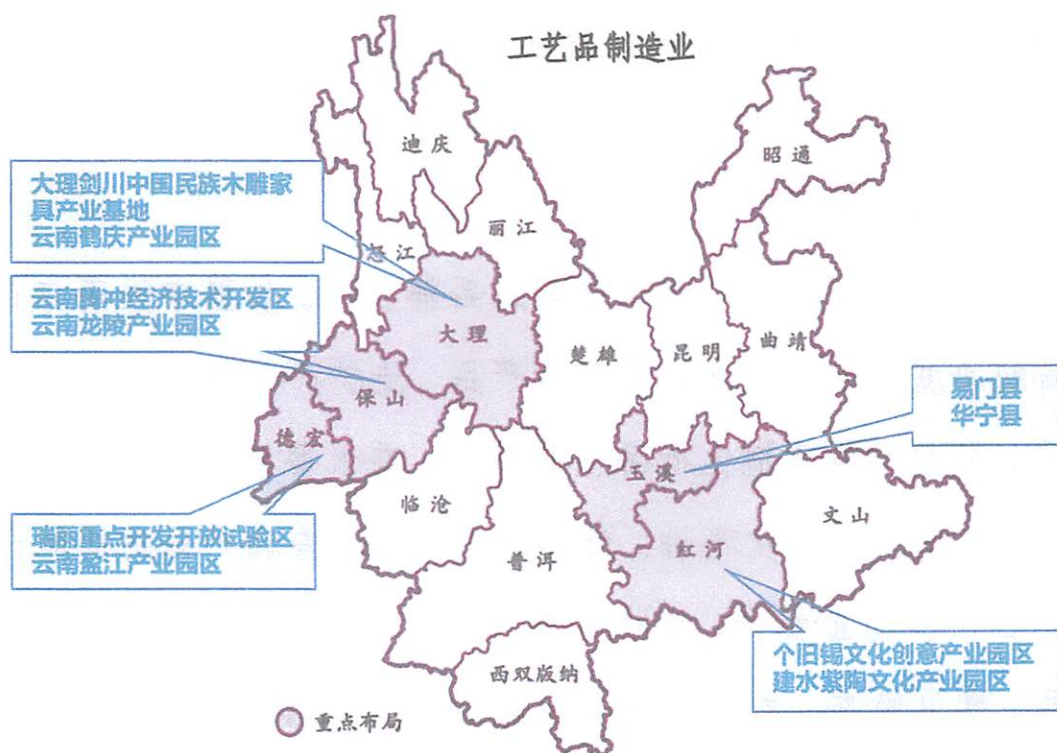 工艺品制造业
迪庆
昭通
大理剑川中国民族木雕家
具产业基地
云南鹤庆产业园区
丽江
怒江
云南腾冲经济技术开发区
云南龙陵产业园区
大理
楚雄
昆明
曲靖
保山
易门县
华宁县
德宏
玉溪
临沧
文山
瑞丽重点开发开放试验区
云南盈江产业园区
普洱
红河
个旧锡文化创意产业园区
建水紫陶文化产业园区
西双版纳
重点布局